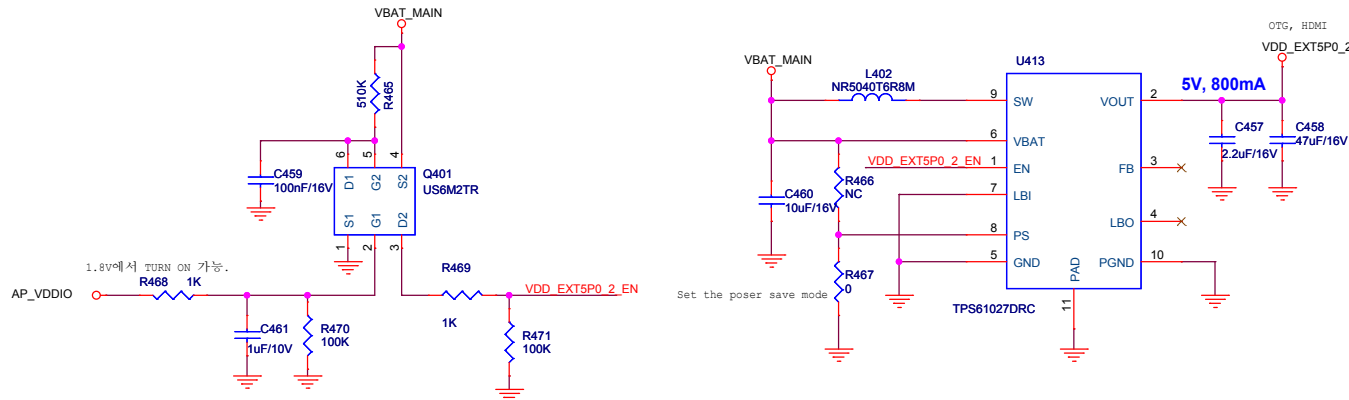 VBAT_MAIN
510K
R465
6
5
4
D1
G2
S2
Q401
US6M2TR
C459
100nF/16V
S1
G1
D2
1
2
3
1.8V에서 TURN ON 가능.
R468
1K
AP_VDDIO
C461
1uF/10V
R470
100K
R469
1K
VDD_EXT5P0_2_EN
R471
100K
OTG, HDMI
VDD_EXT5P0_2
VBAT_MAIN
L402
NR5040T6R8M
U413
5V, 800mA
9
SW
VOUT
2
C457
2.2uF/16V
C458
47uF/16V
6
VBAT
VDD_EXT5P0_2_EN
1
EN
FB
3
R466
NC
7
LBI
C460
10uF/16V
LBO
4
8
PS
5
GND
PAD
PGND
10
R467
0
Set the poser save mode
TPS61027DRC
11